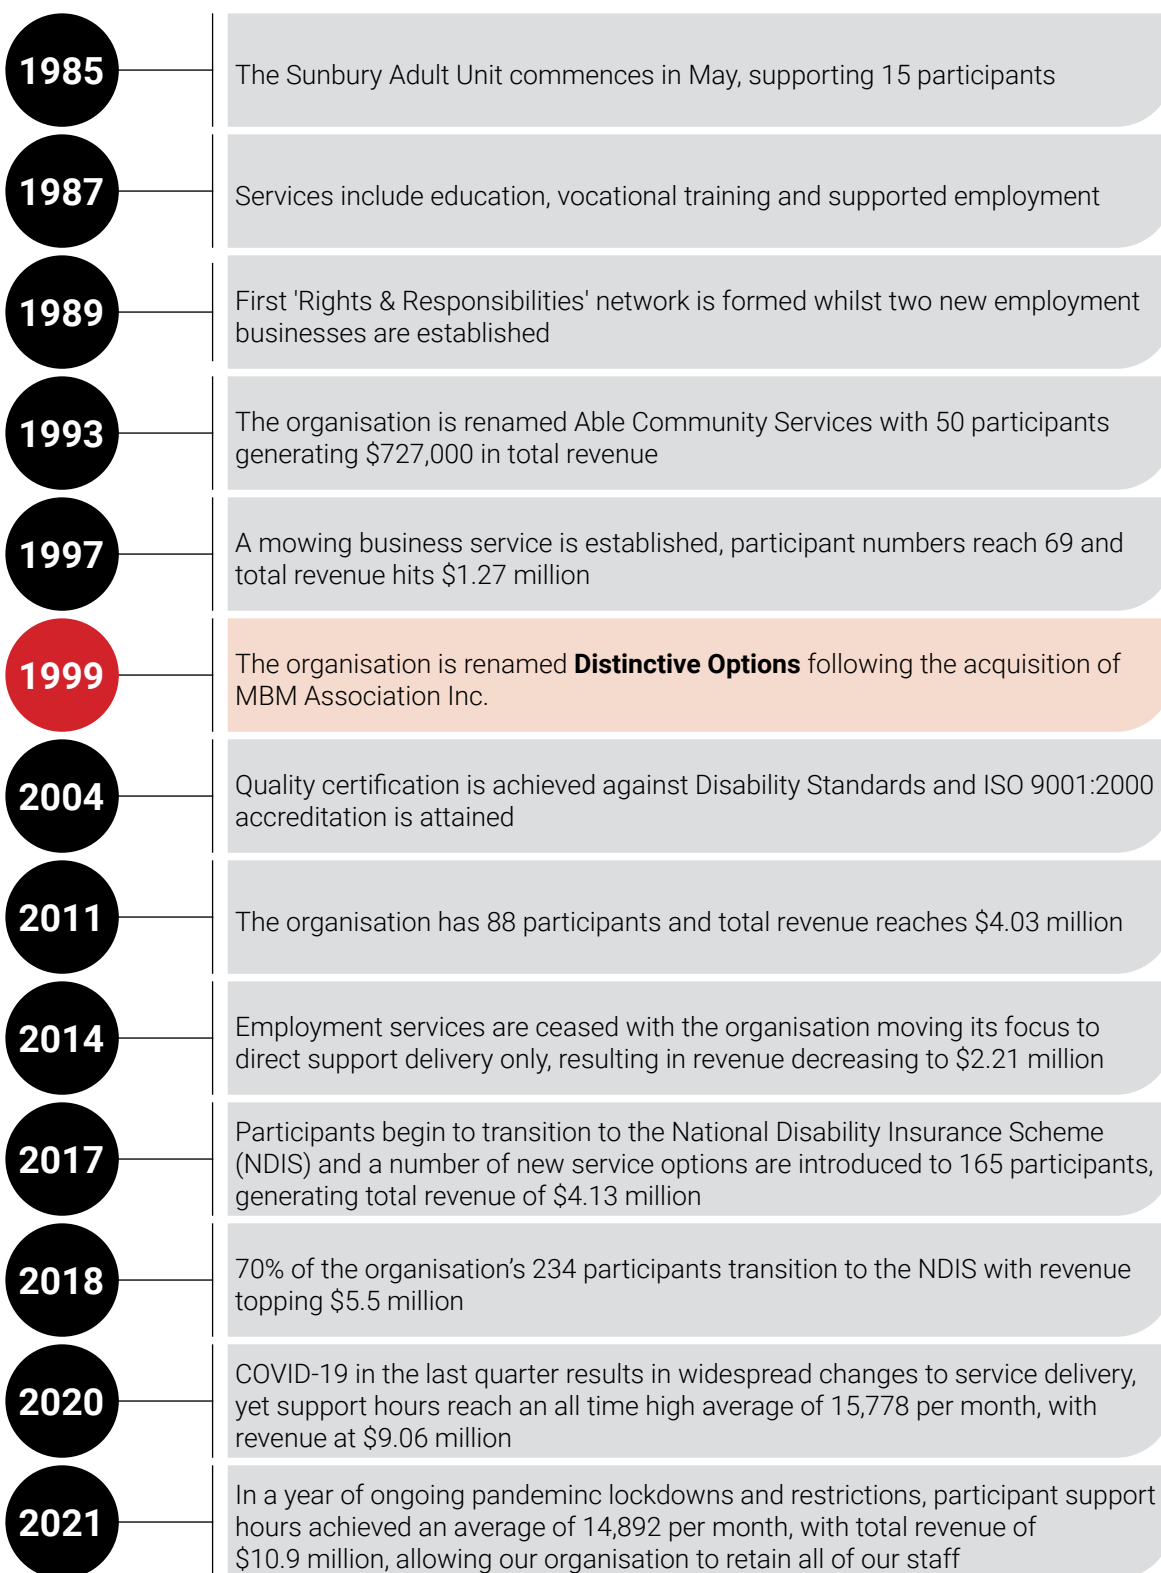 1985
The Sunbury Adult Unit commences in May, supporting 15 participants
1987
Services include education, vocational training and supported employment
1989
First 'Rights & Responsibilities' network is formed whilst two new employment
businesses are established
1993
The organisation is renamed Able Community Services with 50 participants
generating $727,000 in total revenue
1997
A mowing business service is established, participant numbers reach 69 and
total revenue hits $1.27 million
1999
The organisation is renamed Distinctive Options following the acquisition of
MBM Association Inc.
2004
Quality certification is achieved against Disability Standards and ISO 9001:2000
accreditation is attained
2011
The organisation has 88 participants and total revenue reaches $4.03 million
2014
Employment services are ceased with the organisation moving its focus to
direct support delivery only, resulting in revenue decreasing to $2.21 million
2017
Participants begin to transition to the National Disability Insurance Scheme
(NDIS) and a number of new service options are introduced to 165 participants,
generating total revenue of $4.13 million
2018
70% of the organisation’s 234 participants transition to the NDIS with revenue
topping $5.5 million
2020
COVID-19 in the last quarter results in widespread changes to service delivery,
yet support hours reach an all time high average of 15,778 per month, with
revenue at $9.06 million
2021
In a year of ongoing pandeminc lockdowns and restrictions, participant support
hours achieved an average of 14,892 per month, with total revenue of
$10.9 million, allowing our organisation to retain all of our staff